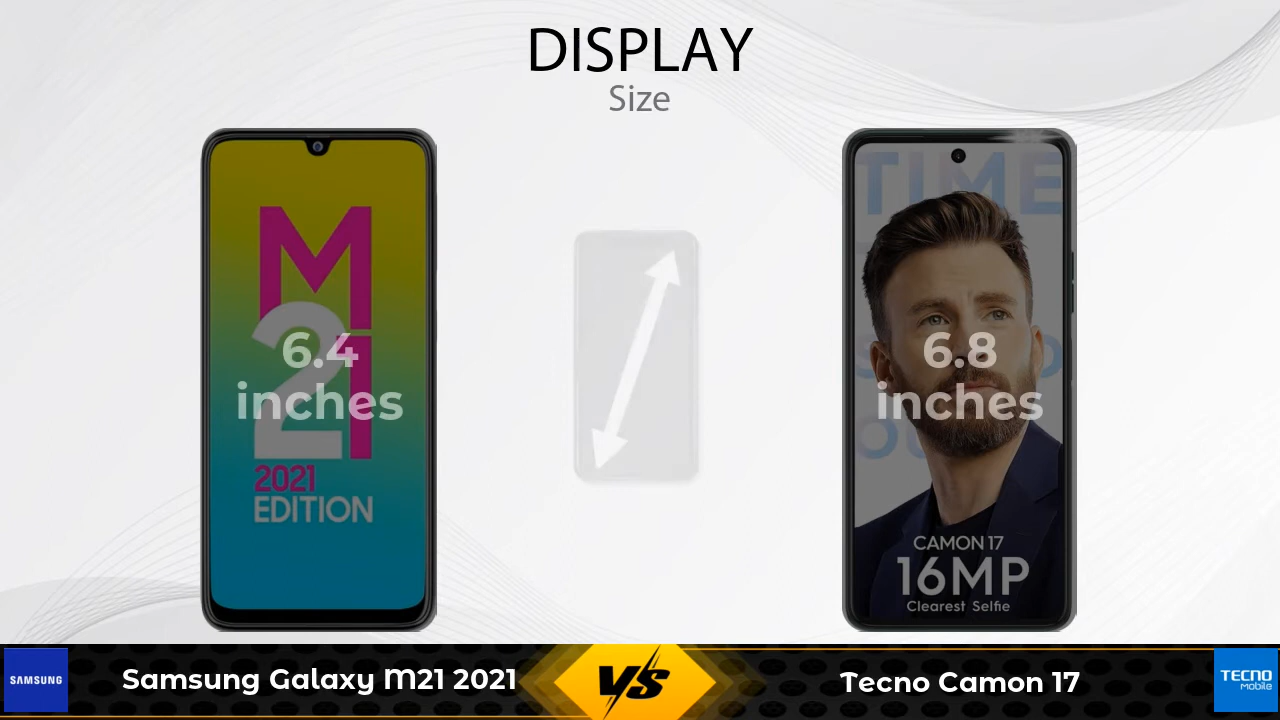 DISPLAY
Size
M
21
2021
EDITION
6.4
inches
TIME
6.8
inches
CAMON 17
16MP
Clearest Selfie
SAMSUNG
Samsung Galaxy M21 2021
VS
Tecno Camon 17
TECNO
mobile